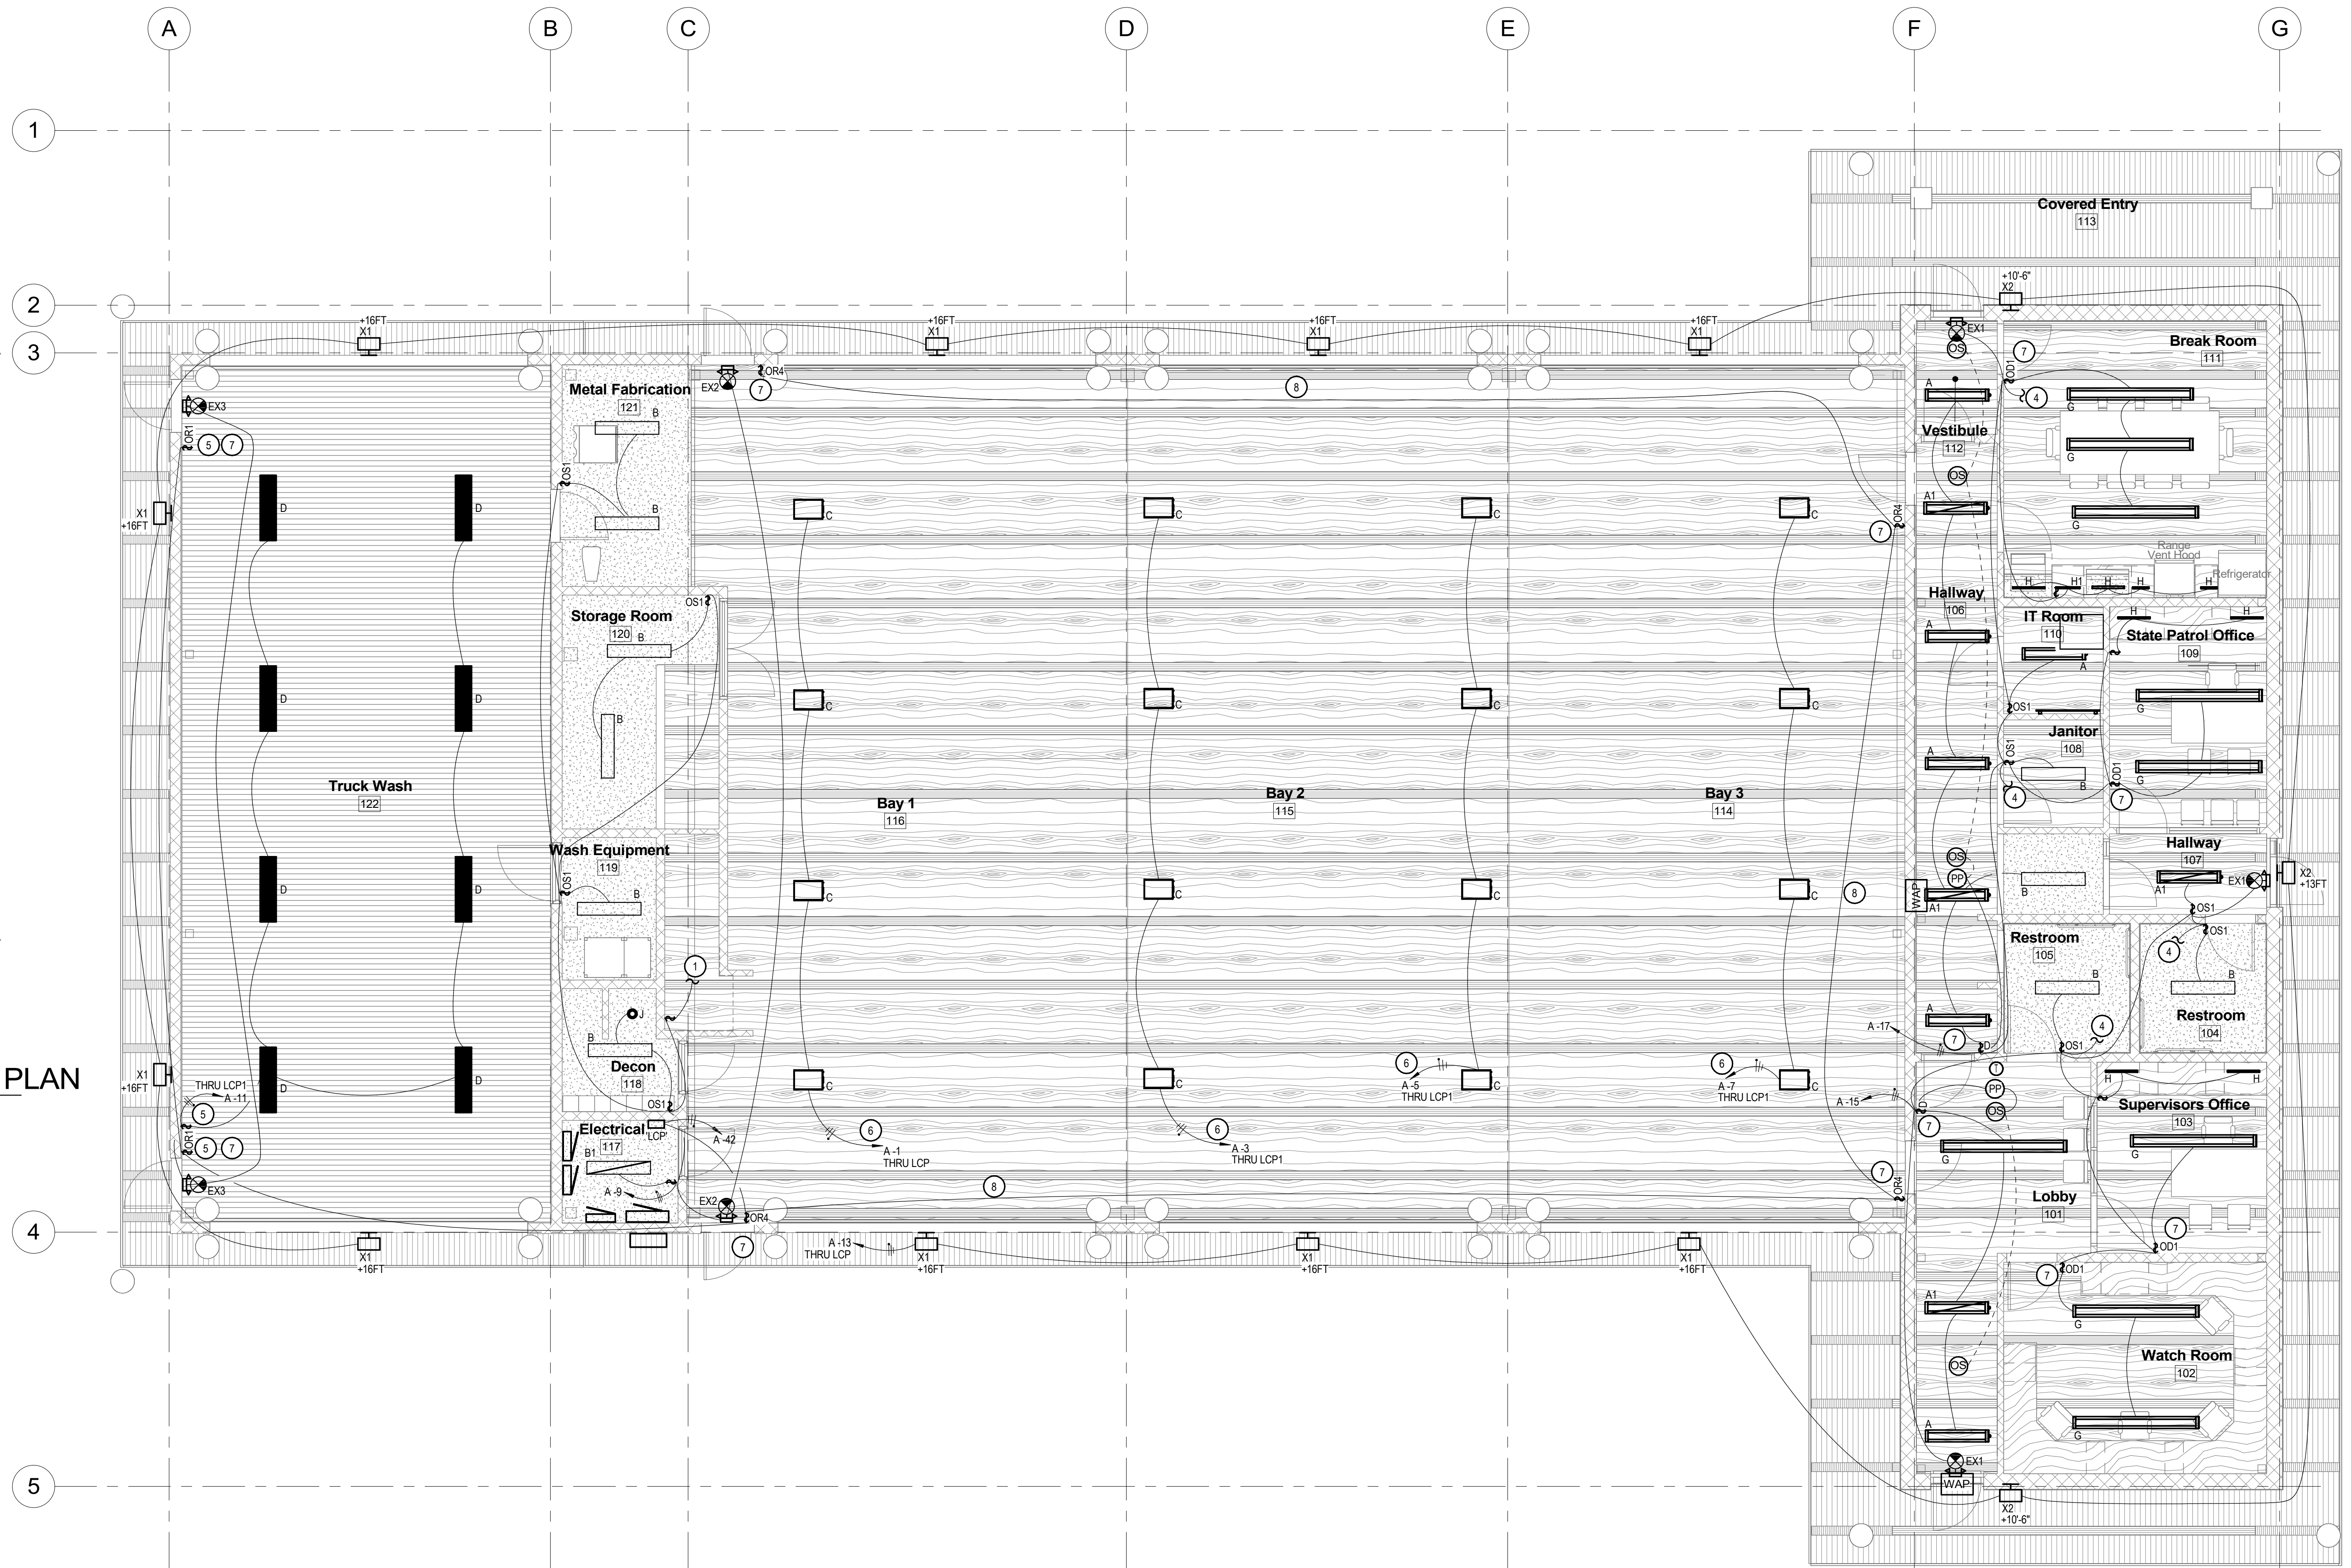 A
B
C
D
E
F
G
1
2
3
4
5
PLAN
Covered Entry
113
+10'-6"
X2
+16FT
X1
+16FT
X1
+16FT
X1
+16FT
X1
EX1
OS
7
Break Room
111
OD1
4
A
G
G
G
Vestibule
112
OS
A1
EX3
OR1
5
7
Metal Fabrication
121
B
OS1
B
EX2
OR4
7
8
OR4
7
X1
+16FT
D
D
C
C
C
C
Range
Vent Hood
Refrigerator
H
H1
H
H
H
Hallway
106
A
IT Room
110
A
OS1
H
H
State Patrol Office
109
G
G
OS1
Storage Room
120
B
B
D
D
C
C
C
C
A
Janitor
108
OS1
B
4
OD1
7
Truck Wash
122
Bay 1
116
Bay 2
115
Bay 3
114
Wash Equipment
119
OS1
B
D
D
C
C
C
C
8
WAP
OS
PP
A1
B
Hallway
107
A1
EX1
X2
+13FT
OS1
Restroom
105
B
OS1
4
OS1
4
B
Restroom
104
1
J
B
Decon
118
OS1
A
A -17
7
D
X1
+16FT
THRU LCP1
A -11
5
D
D
OR1
5
7
EX3
C
C
C
C
6
A -5
THRU LCP1
6
A -7
THRU LCP1
6
A -1
THRU LCP
6
A -3
THRU LCP1
A -15
D
7
T
PP
OS
H
H
Supervisors Office
103
G
G
Electrical
117
LCP
B1
A -9
A -42
EX2
OR4
7
8
7
OR4
Lobby
101
7
OD1
7
OD1
X1
+16FT
A -13
THRU LCP
X1
+16FT
X1
+16FT
X1
+16FT
A1
G
Watch Room
102
OS
A
G
EX1
WAP
X2
+10'-6"